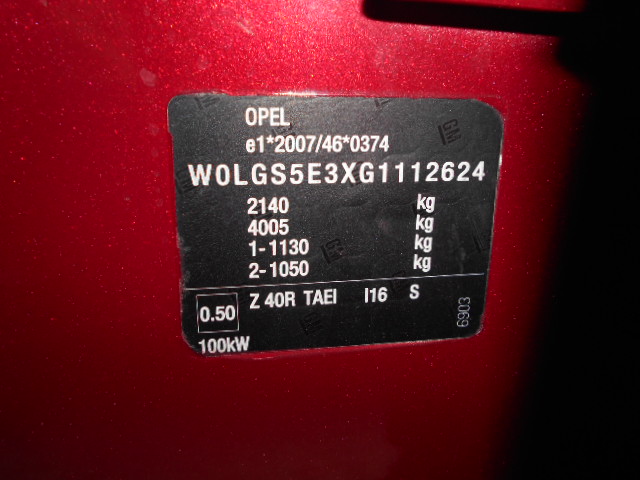 OPEL
e1*2007/46*0374
W0LGS5E3XG1112624
2140 kg
4005 kg
1-1130 kg
2-1050 kg
0.50 Z 40R TAEI I16 S
6903
100kW
GM